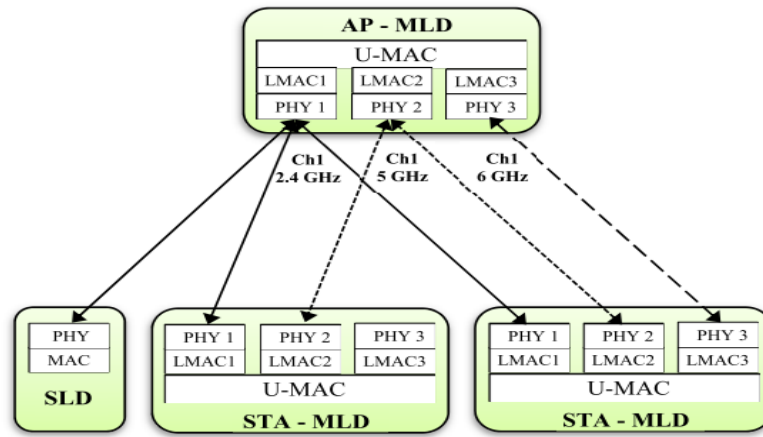 AP - MLD
U-MAC
LMAC1 LMAC2 LMAC3
PHY 1 PHY 2 PHY 3
Ch1 Ch1 Ch1
2.4 GHz 5 GHz 6 GHz
PHY PHY 1 PHY 2 PHY 3 PHY 1 PHY 2 PHY 3
MAC LMAC1 LMAC2 LMAC3 LMAC1 LMAC2 LMAC3
SLD U-MAC U-MAC
STA - MLD STA - MLD